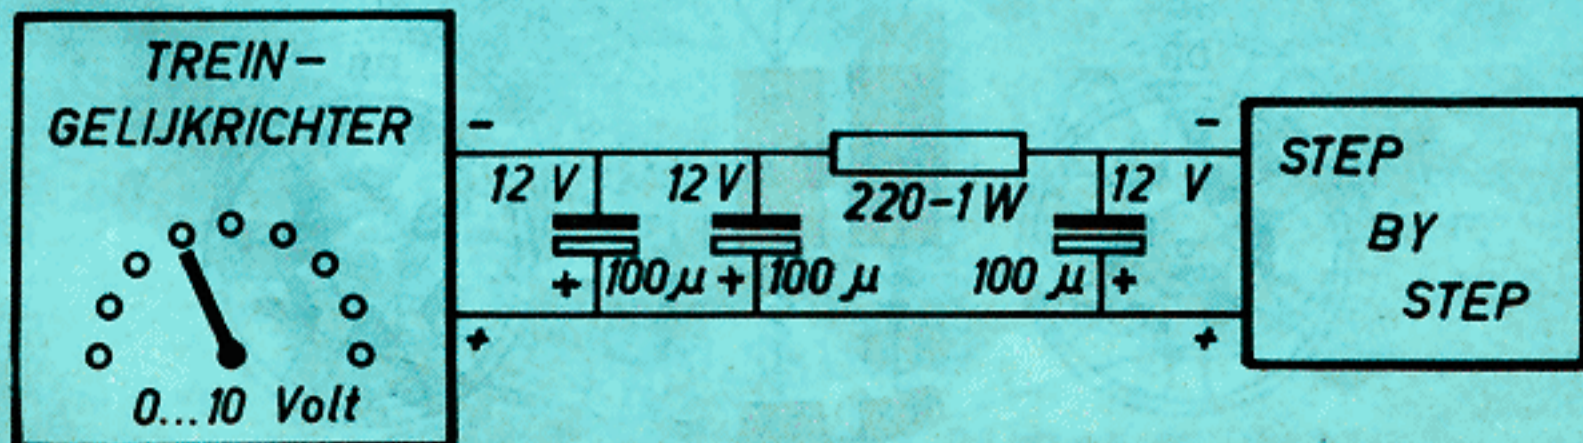 TREIN-
GELIJKRICHTER
0...10 Volt
-
+
12 V
100μ
+
12 V
100 μ
+
220-1 W
12 V
100 μ
+
-
+
STEP
BY
STEP